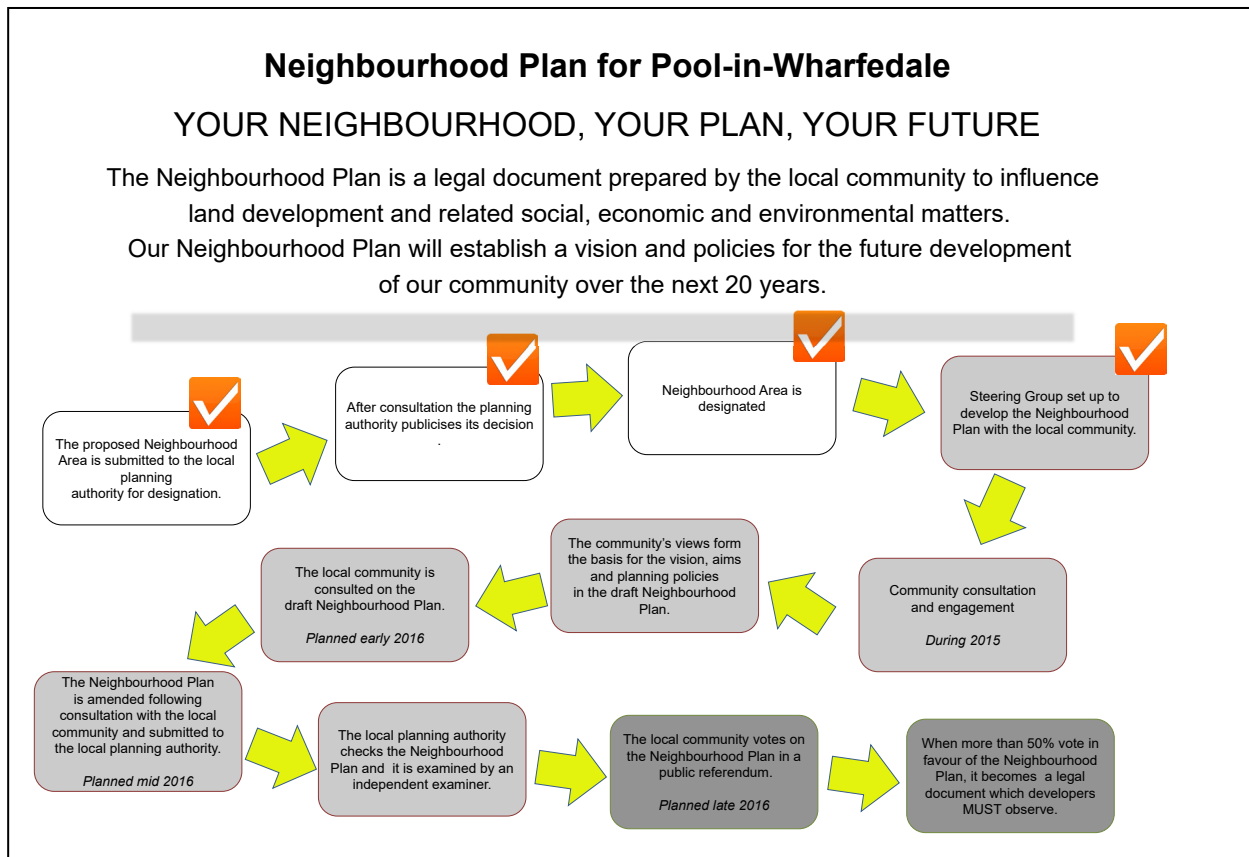 Neighbourhood Plan for Pool-in-Wharfedale
YOUR NEIGHBOURHOOD, YOUR PLAN, YOUR FUTURE
The Neighbourhood Plan is a legal document prepared by the local community to influence
land development and related social, economic and environmental matters.
Our Neighbourhood Plan will establish a vision and policies for the future development
of our community over the next 20 years.
The proposed Neighbourhood
Area is submitted to the local
planning
authority for designation.
After consultation the planning
authority publicises its decision
.
Neighbourhood Area is
designated
Steering Group set up to
develop the Neighbourhood
Plan with the local community.
Community consultation
and engagement
During 2015
The community’s views form
the basis for the vision, aims
and planning policies
in the draft Neighbourhood
Plan.
The local community is
consulted on the
draft Neighbourhood Plan.
Planned early 2016
The Neighbourhood Plan
is amended following
consultation with the local
community and submitted to
the local planning authority.
Planned mid 2016
The local planning authority
checks the Neighbourhood
Plan and it is examined by an
independent examiner.
The local community votes on
the Neighbourhood Plan in a
public referendum.
Planned late 2016
When more than 50% vote in
favour of the Neighbourhood
Plan, it becomes a legal
document which developers
MUST observe.